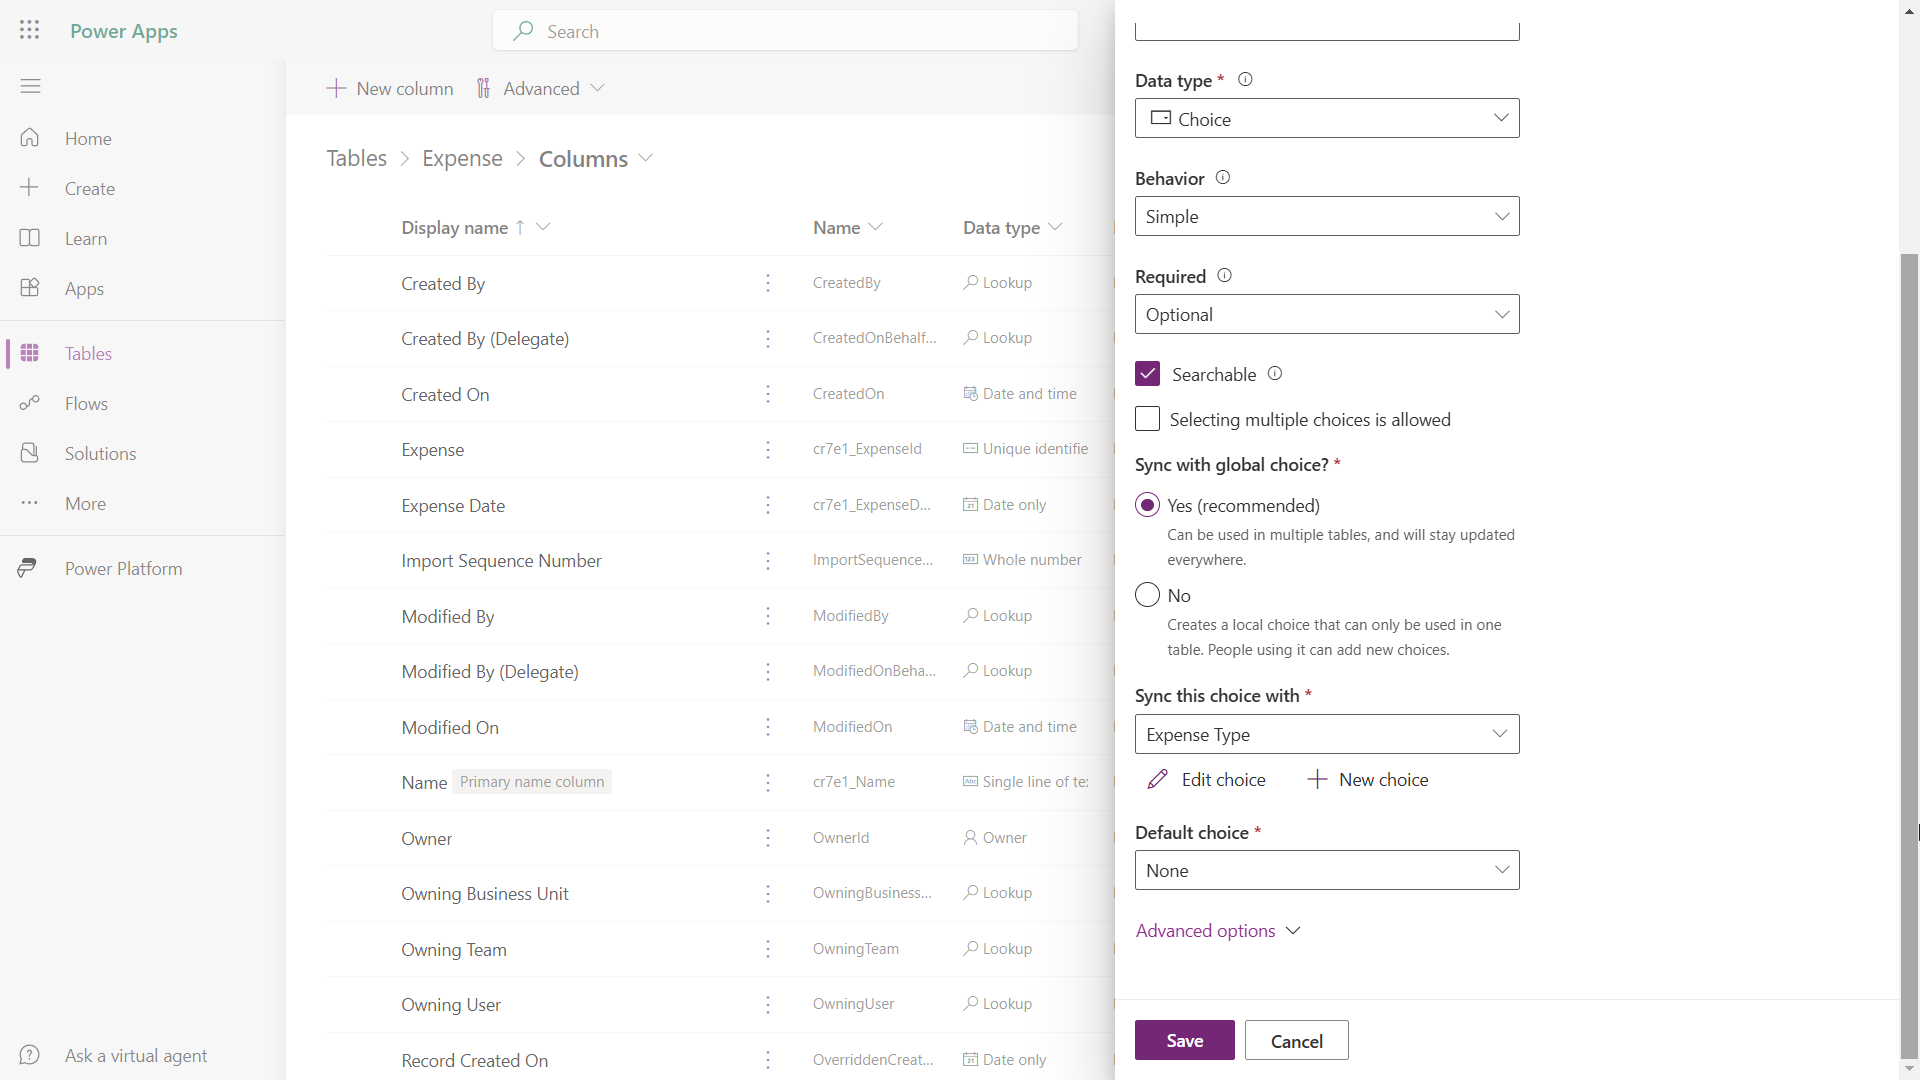 Power Apps
Search
Home
Create
Learn
Apps
Tables
Flows
Solutions
More
Power Platform
Ask a virtual agent
New column
Advanced
Tables > Expense > Columns
Display name ↑ Name Data type
Created By CreatedBy Lookup
Created By (Delegate) CreatedOnBehalf... Lookup
Created On CreatedOn Date and time
Expense cr7e1_ExpenseId Unique identifie
Expense Date cr7e1_ExpenseD... Date only
Import Sequence Number ImportSequence... Whole number
Modified By ModifiedBy Lookup
Modified By (Delegate) ModifiedOnBeha... Lookup
Modified On ModifiedOn Date and time
Name Primary name column cr7e1_Name Abc Single line of te
Owner OwnerId Owner
Owning Business Unit OwningBusiness... Lookup
Owning Team OwningTeam Lookup
Owning User OwningUser Lookup
Record Created On OverriddenCreat... Date only
Data type *
Choice
Behavior
Simple
Required
Optional
Searchable
Selecting multiple choices is allowed
Sync with global choice? *
Yes (recommended)
Can be used in multiple tables, and will stay updated
everywhere.
No
Creates a local choice that can only be used in one
table. People using it can add new choices.
Sync this choice with *
Expense Type
Edit choice
New choice
Default choice *
None
Advanced options
Save
Cancel